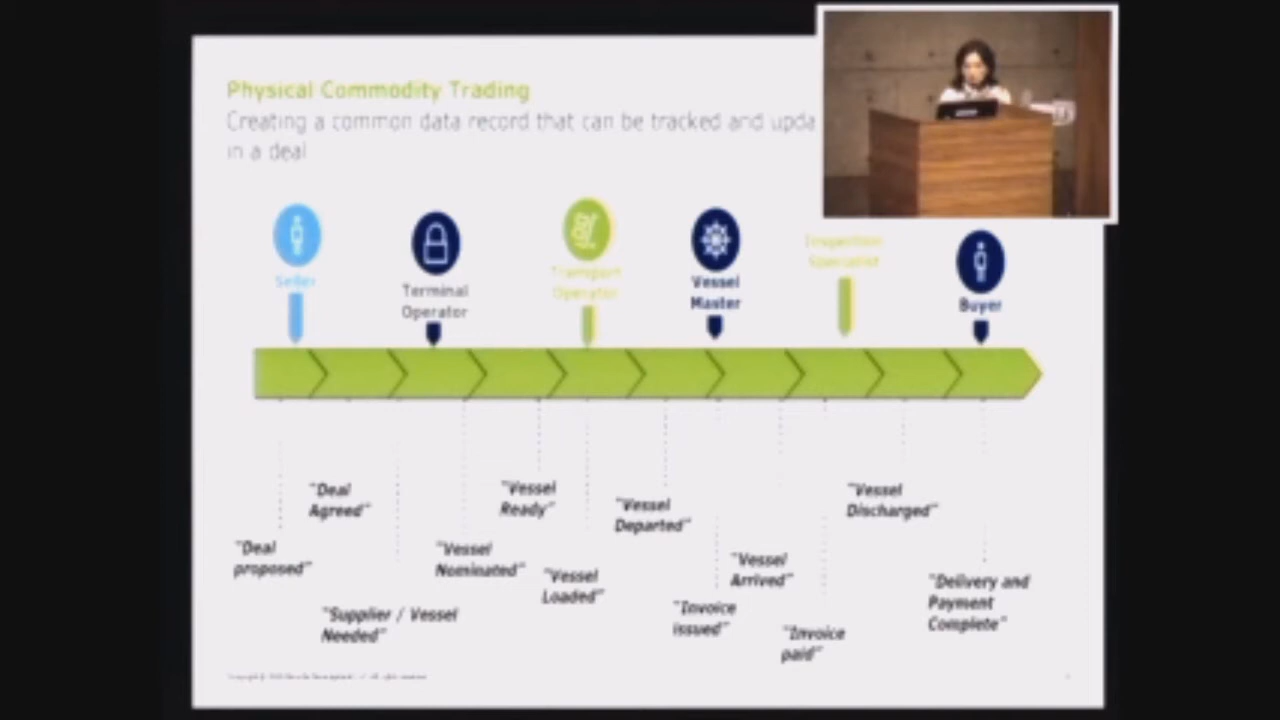 Physical Commodity Trading
Creating a common data record that can be tracked and upda
in a deal
Seller
Terminal
Operator
Transport
Operator
Vessel
Master
Inspection
Specialist
Buyer
"Deal
Agreed"
"Vessel
Ready"
"Vessel
Departed"
"Vessel
Discharged"
"Deal
proposed"
"Vessel
Nominated"
"Vessel
Loaded"
"Vessel
Arrived"
"Delivery and
Payment
Complete"
"Supplier / Vessel
Needed"
"Invoice
issued"
"Invoice
paid"